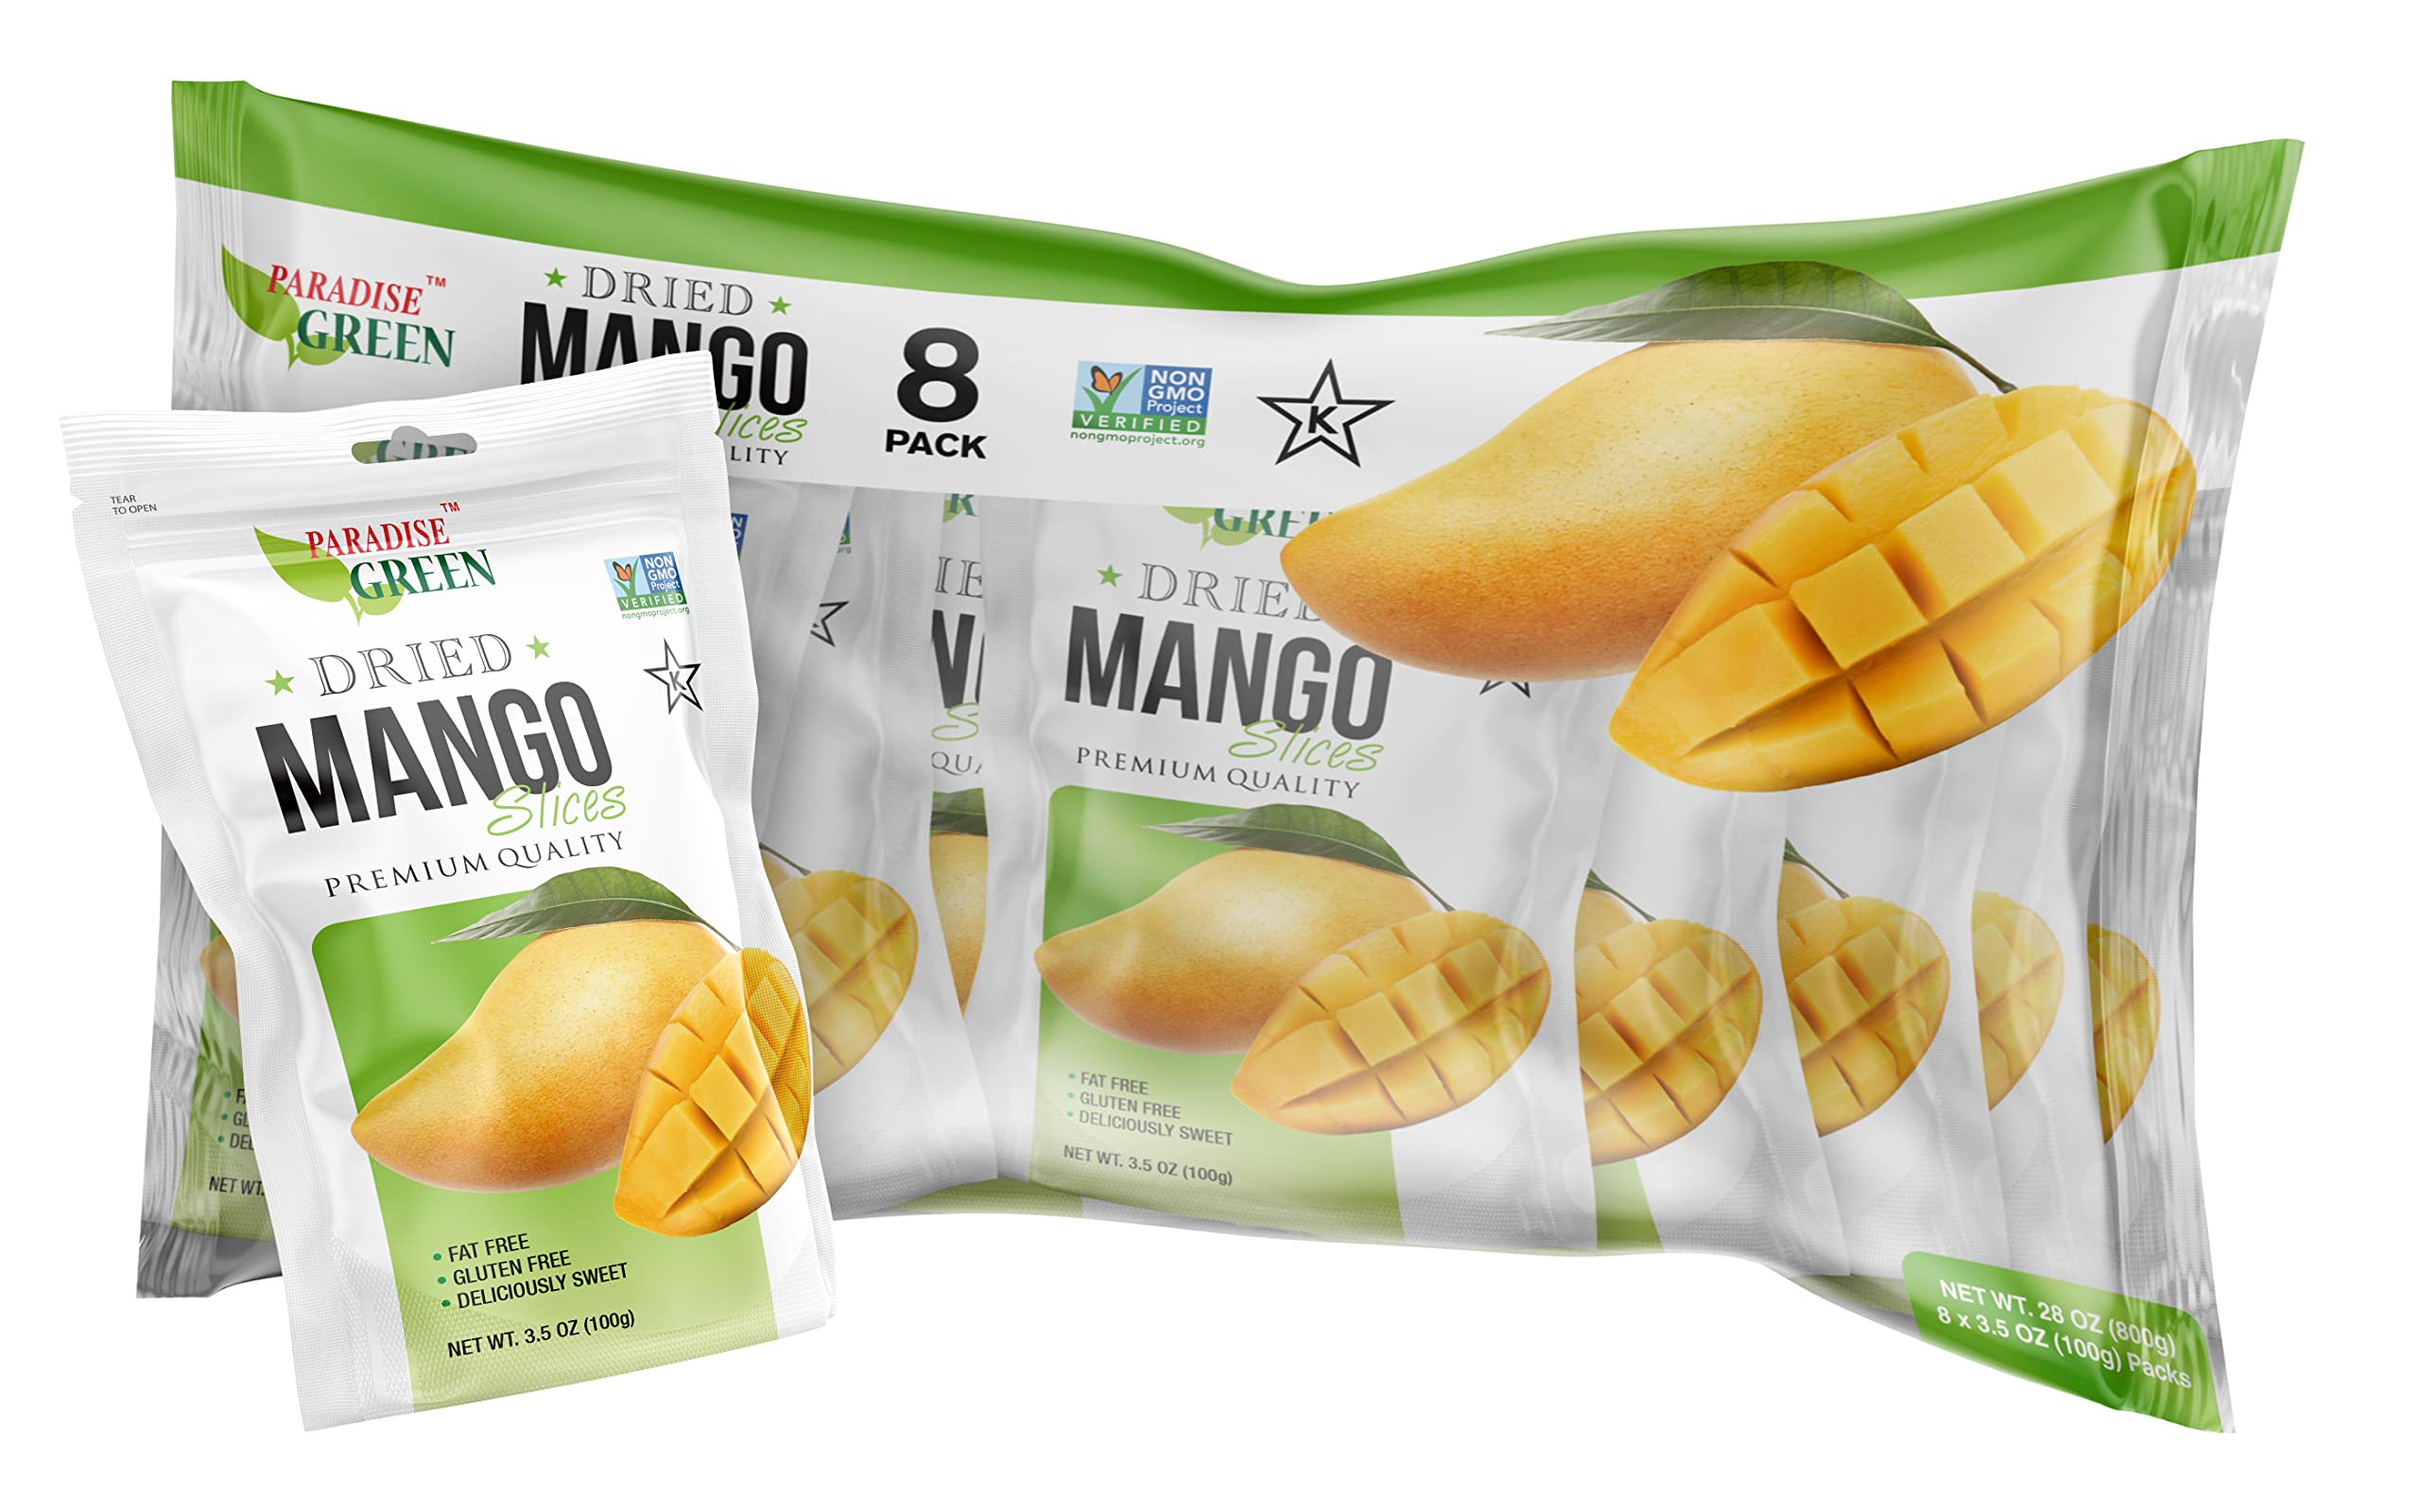 PARADISE™
GREEN
★ DRIED ★
MANGO
8
PACK
NON
GMO
Project
VERIFIED
nongmoproject.org
K
TEAR
TO OPEN
PARADISE™
GREEN
NON
GMO
Project
VERIFIED
nongmoproject.org
★ DRIED ★
K
MANGO
Slices
PREMIUM QUALITY
• FAT FREE
• GLUTEN FREE
• DELICIOUSLY SWEET
NET WT. 3.5 OZ (100g)
MANGO
Slices
PREMIUM QUALITY
• FAT FREE
• GLUTEN FREE
• DELICIOUSLY SWEET
NET WT. 3.5 OZ (100g)
NET WT. 28 OZ (800g)
8 x 3.5 OZ (100g) Packs